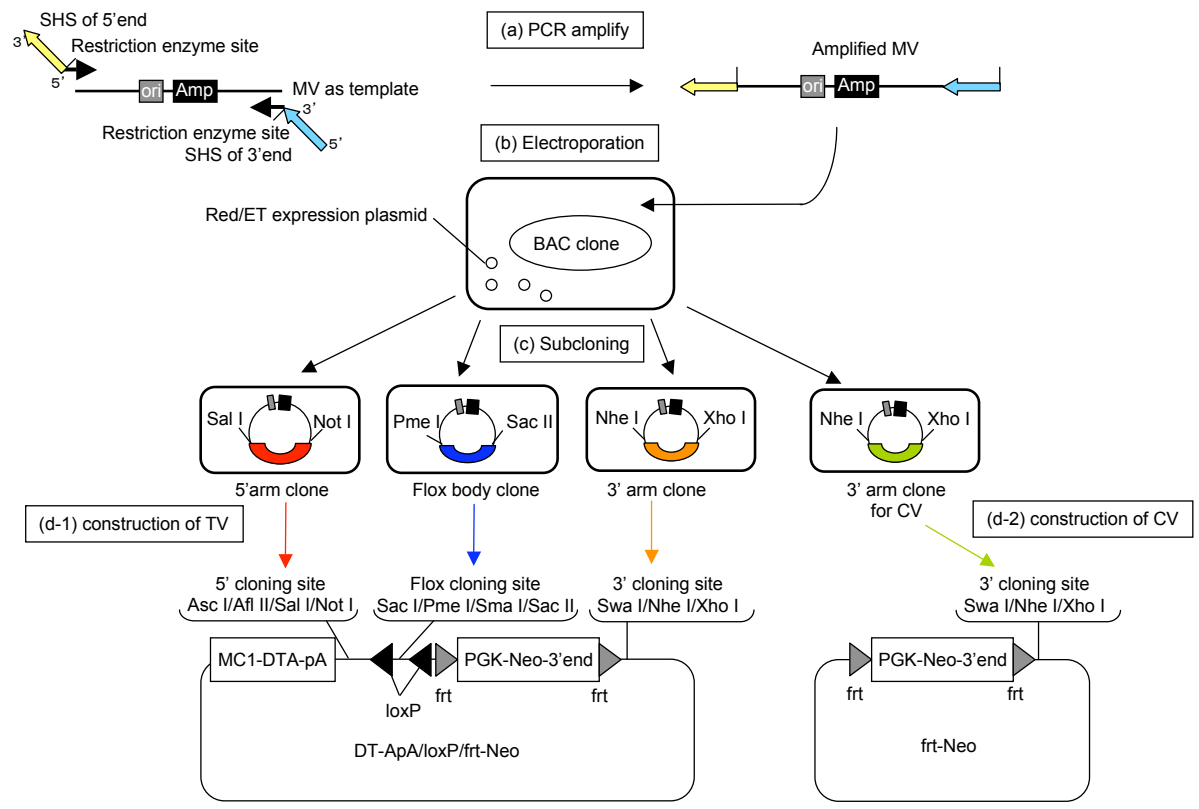 SHS of 5'end
3'
Restriction enzyme site
5'
ori
Amp
MV as template
3'
5'
Restriction enzyme site
SHS of 3'end
(a) PCR amplify
Amplified MV
ori
Amp
(b) Electroporation
Red/ET expression plasmid
BAC clone
(c) Subcloning
Sal I
Not I
Pme I
Sac II
Nhe I
Xho I
Nhe I
Xho I
5'arm clone
Flox body clone
3' arm clone
3' arm clone
for CV
(d-1) construction of TV
(d-2) construction of CV
5' cloning site
Asc I/Afl II/Sal I/Not I
Flox cloning site
Sac I/Pme I/Sma I/Sac II
3' cloning site
Swa I/Nhe I/Xho I
3' cloning site
Swa I/Nhe I/Xho I
MC1-DTA-pA
PGK-Neo-3'end
PGK-Neo-3'end
loxP
frt
frt
frt
frt
DT-ApA/loxP/frt-Neo
frt-Neo